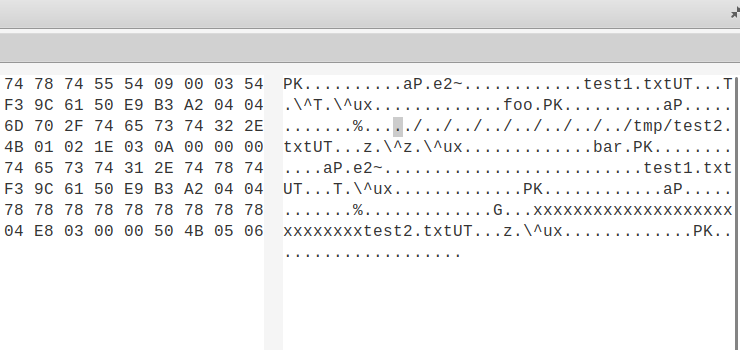 74 78 74 55 54 09 00 03 54 PK..........aP.e2~............test1.txtUT...T
F3 9C 61 50 E9 B3 A2 04 04 .\^T.\^ux.............foo.PK..........aP.....
6D 70 2F 74 65 73 74 32 2E .......%...../../../../../../../../tmp/test2.
4B 01 02 1E 03 0A 00 00 00 txtUT...z.\^z.\^ux.............bar.PK........
74 65 73 74 31 2E 74 78 74 ....aP.e2~..........................test1.txt
F3 9C 61 50 E9 B3 A2 04 04 UT...T.\^ux.............PK............aP.....
78 78 78 78 78 78 78 78 78 .......%.............G...xxxxxxxxxxxxxxxxxxxx
04 E8 03 00 00 50 4B 05 06 xxxxxxxxtest2.txtUT...z.\^ux.............PK..
..................